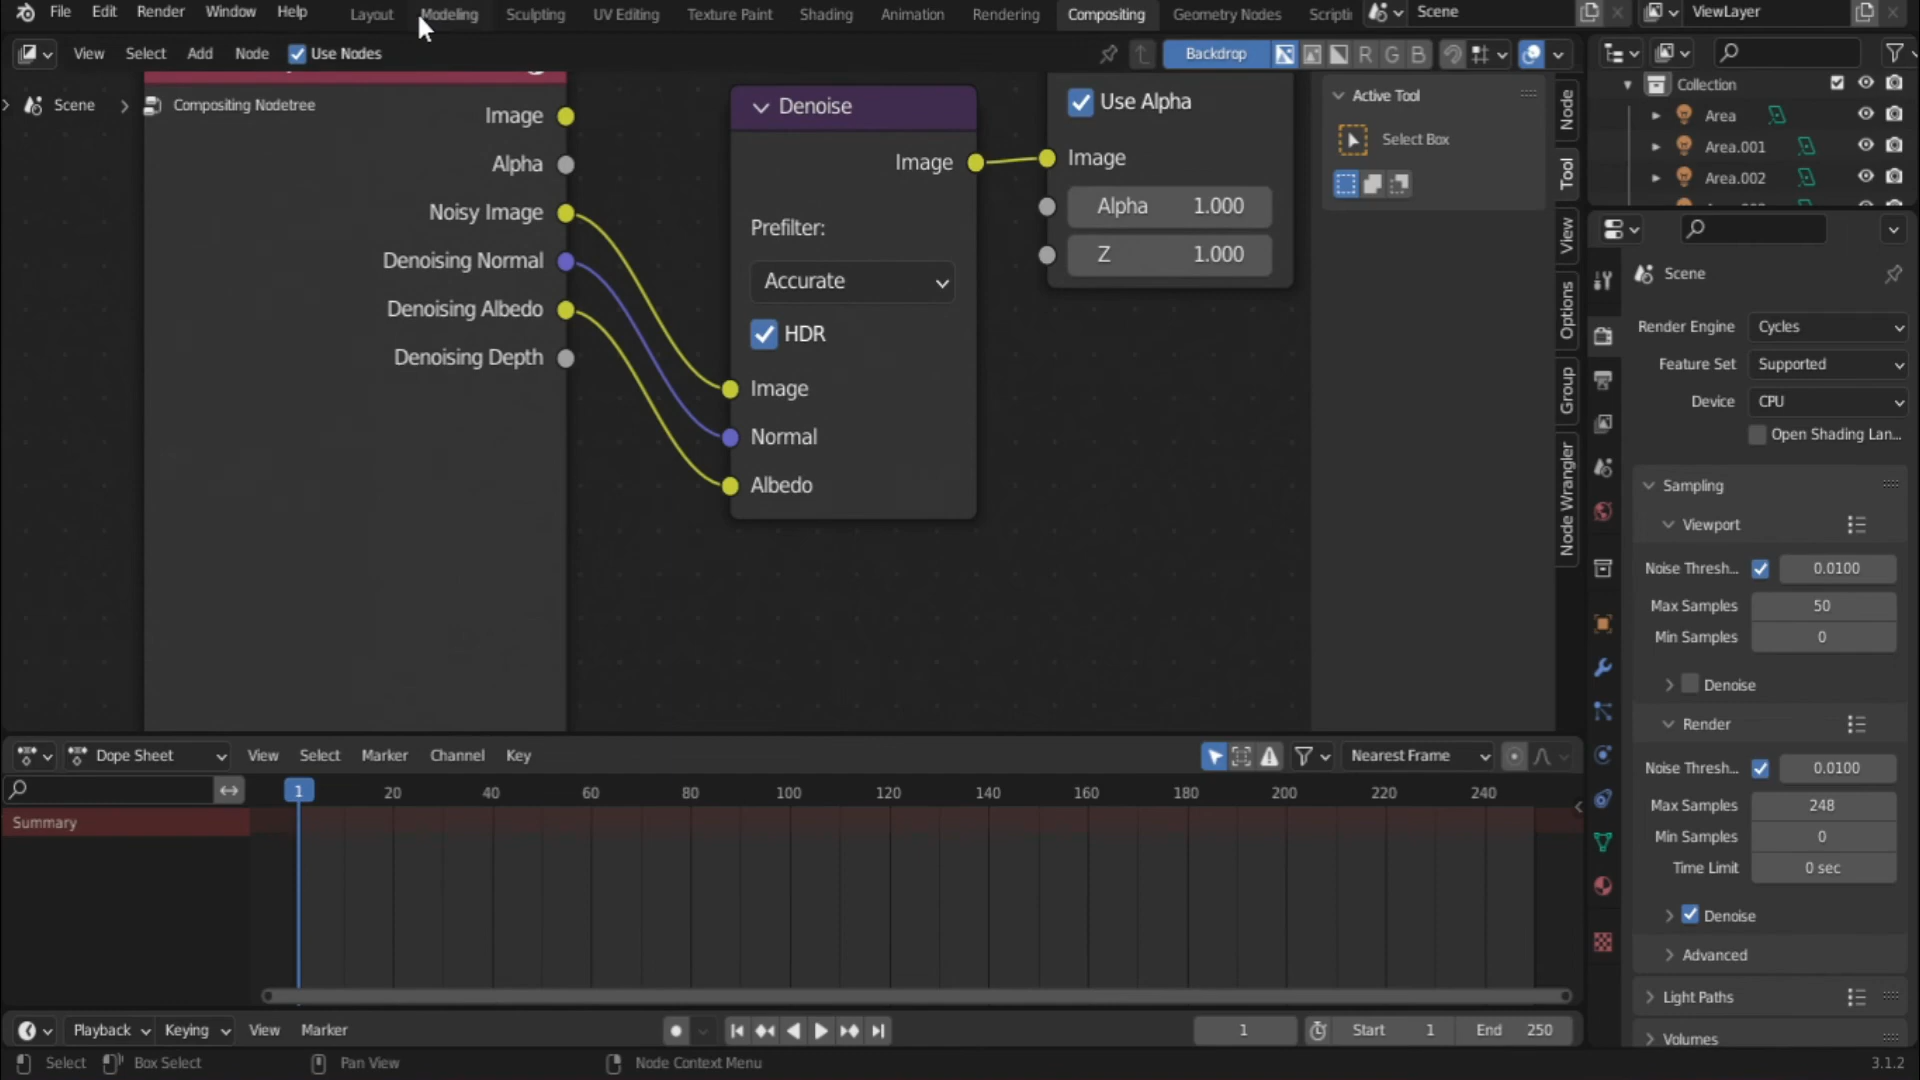 File Edit Render Window Help Layout Modeling Sculpting UV Editing Texture Paint Shading Animation Rendering Compositing Geometry Nodes Scripti Scene ViewLayer
View Select Add Node Use Nodes Backdrop R G B
Scene > Compositing Nodetree
Image
Alpha
Noisy Image
Denoising Normal
Denoising Albedo
Denoising Depth
Denoise
Image
Prefilter:
Accurate
HDR
Image
Normal
Albedo
Use Alpha
Image
Alpha 1.000
Z 1.000
Active Tool
Select Box
Node
Tool
View
Options
Group
Node Wrangler
Collection
Area
Area.001
Area.002
Scene
Render Engine Cycles
Feature Set Supported
Device CPU
Open Shading Lan...
Sampling
Viewport
Noise Thresh... 0.0100
Max Samples 50
Min Samples 0
Denoise
Render
Noise Thresh... 0.0100
Max Samples 248
Min Samples 0
Time Limit 0 sec
Denoise
Advanced
Light Paths
Volumes
Dope Sheet View Select Marker Channel Key Nearest Frame
1 20 40 60 80 100 120 140 160 180 200 220 240
Summary
Playback Keying View Marker 1 Start 1 End 250
Select Box Select Pan View Node Context Menu 3.1.2